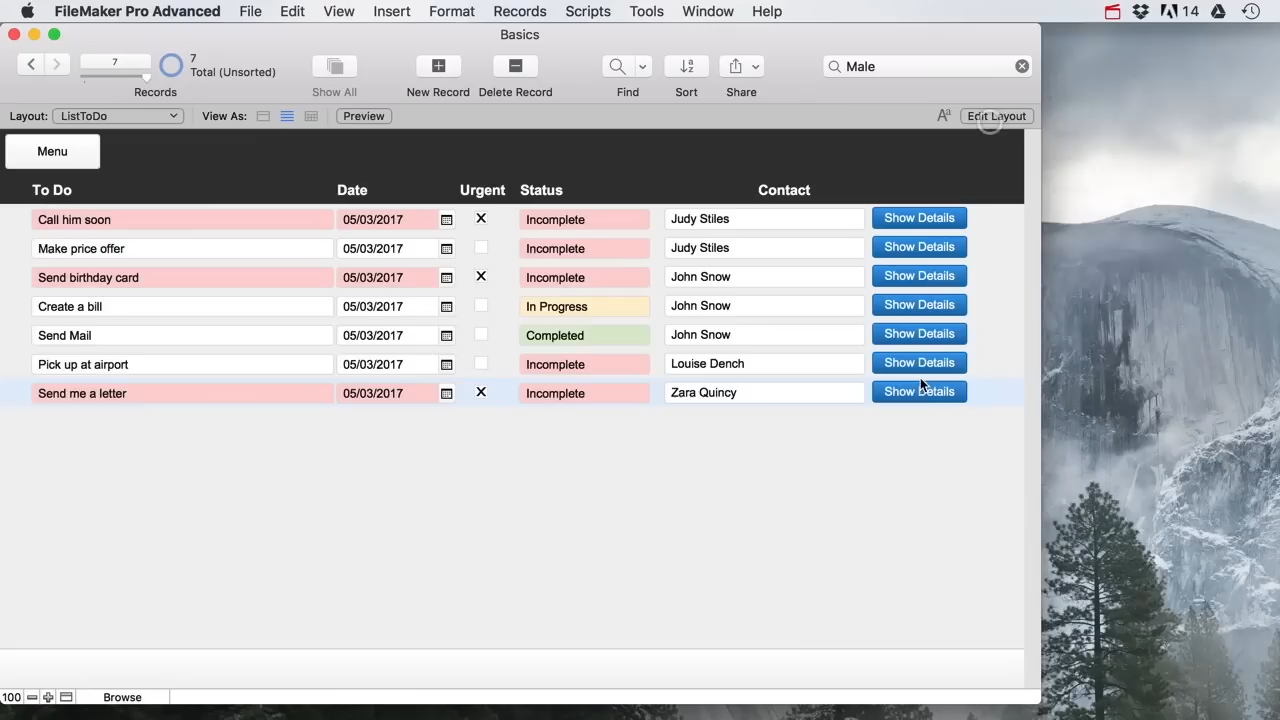 FileMaker Pro Advanced File Edit View Insert Format Records Scripts Tools Window Help 14
Basics
7 7 Total (Unsorted) Records
Show All New Record Delete Record Find Sort Share Male
Layout: ListToDo View As: Preview Aa Edit Layout
Menu
To Do Date Urgent Status Contact
Call him soon 05/03/2017 X Incomplete Judy Stiles Show Details
Make price offer 05/03/2017 Incomplete Judy Stiles Show Details
Send birthday card 05/03/2017 X Incomplete John Snow Show Details
Create a bill 05/03/2017 In Progress John Snow Show Details
Send Mail 05/03/2017 Completed John Snow Show Details
Pick up at airport 05/03/2017 Incomplete Louise Dench Show Details
Send me a letter 05/03/2017 X Incomplete Zara Quincy Show Details
100 Browse